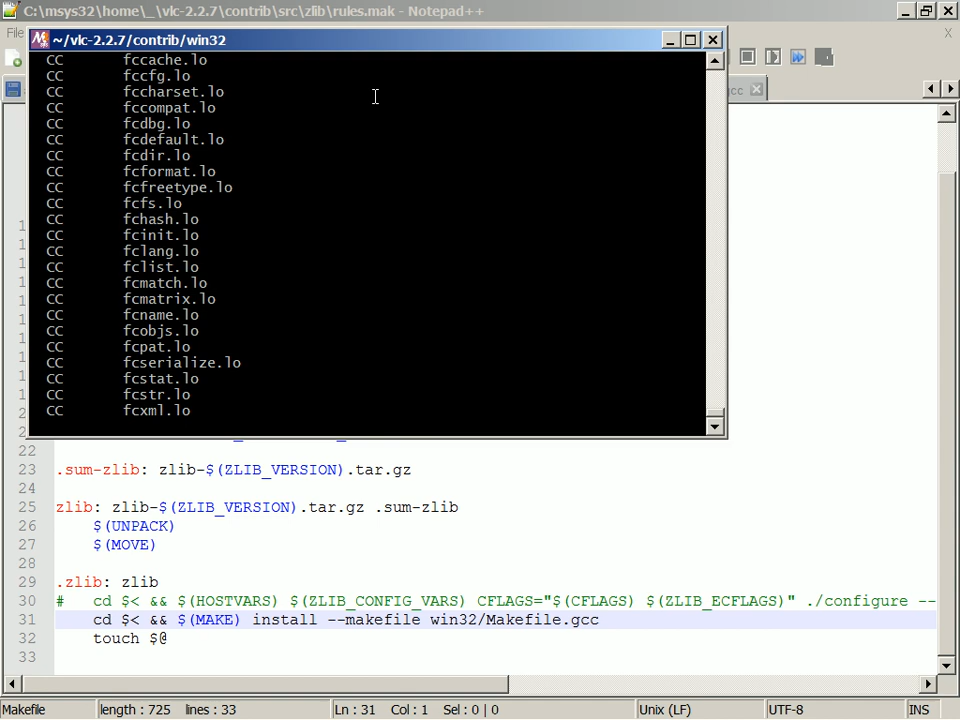 C:\msys32\home\_\vlc-2.2.7\contrib\src\zlib\rules.mak - Notepad++
File
X
~/vlc-2.2.7/contrib/win32
CC fccache.lo
CC fccfg.lo
CC fccharset.lo
CC fccompat.lo
CC fcdbg.lo
CC fcdefault.lo
CC fcdir.lo
CC fcformat.lo
CC fcfreetype.lo
CC fcfs.lo
CC fchash.lo
CC fcinit.lo
CC fclang.lo
CC fclist.lo
CC fcmatch.lo
CC fcmatrix.lo
CC fcname.lo
CC fcobjs.lo
CC fcpat.lo
CC fcserialize.lo
CC fcstat.lo
CC fcstr.lo
CC fcxml.lo
gcc
22
23 .sum-zlib: zlib-$(ZLIB_VERSION).tar.gz
24
25 zlib: zlib-$(ZLIB_VERSION).tar.gz .sum-zlib
26 $(UNPACK)
27 $(MOVE)
28
29 .zlib: zlib
30 # cd $< && $(HOSTVARS) $(ZLIB_CONFIG_VARS) CFLAGS="$(CFLAGS) $(ZLIB_ECFLAGS)" ./configure --
31 cd $< && $(MAKE) install --makefile win32/Makefile.gcc
32 touch $@
33
Makefile length : 725 lines : 33 Ln : 31 Col : 1 Sel : 0 | 0 Unix (LF) UTF-8 INS